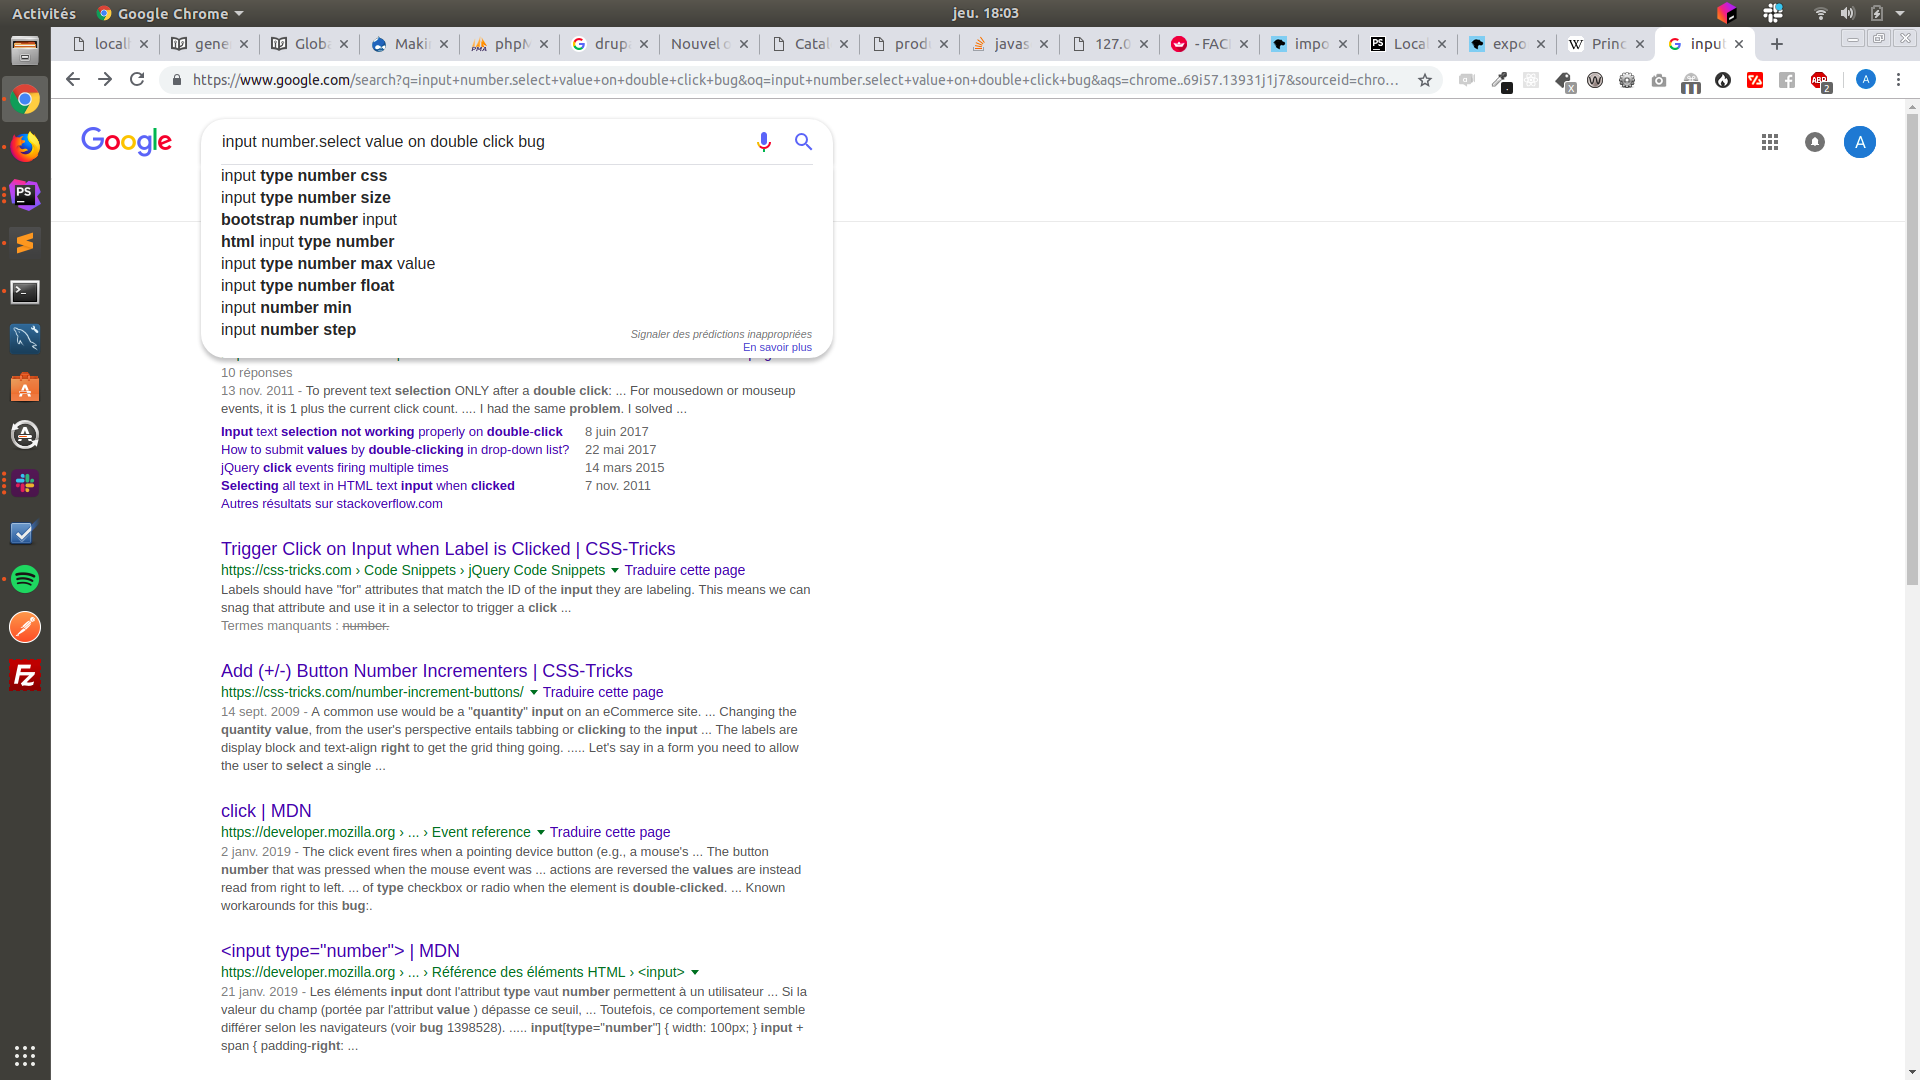 Activités
Google Chrome
jeu. 18:03
locall
gene
Globa
Makin
phpM
drup
Nouvel o
Catal
prod
javas
127.0
- FAC
impo
Local
expo
Princ
input
https://www.google.com/search?q=input+number.select+value+on+double+click+bug&oq=input+number.select+value+on+double+click+bug&aqs=chrome..69i57.13931j1j7&sourceid=chro...
Google
input number.select value on double click bug
A
input type number css
input type number size
bootstrap number input
html input type number
input type number max value
input type number float
input number min
input number step
Signaler des prédictions inappropriées
En savoir plus
10 réponses
13 nov. 2011 - To prevent text selection ONLY after a double click: ... For mousedown or mouseup
events, it is 1 plus the current click count. .... I had the same problem. I solved ...
Input text selection not working properly on double-click 8 juin 2017
How to submit values by double-clicking in drop-down list? 22 mai 2017
jQuery click events firing multiple times 14 mars 2015
Selecting all text in HTML text input when clicked 7 nov. 2011
Autres résultats sur stackoverflow.com
Trigger Click on Input when Label is Clicked | CSS-Tricks
https://css-tricks.com › Code Snippets › jQuery Code Snippets Traduire cette page
Labels should have "for" attributes that match the ID of the input they are labeling. This means we can
snag that attribute and use it in a selector to trigger a click ...
Termes manquants : number.
Add (+/-) Button Number Incrementers | CSS-Tricks
https://css-tricks.com/number-increment-buttons/ Traduire cette page
14 sept. 2009 - A common use would be a "quantity" input on an eCommerce site. ... Changing the
quantity value, from the user's perspective entails tabbing or clicking to the input ... The labels are
display block and text-align right to get the grid thing going. ..... Let's say in a form you need to allow
the user to select a single ...
click | MDN
https://developer.mozilla.org › ... › Event reference Traduire cette page
2 janv. 2019 - The click event fires when a pointing device button (e.g., a mouse's ... The button
number that was pressed when the mouse event was ... actions are reversed the values are instead
read from right to left. ... of type checkbox or radio when the element is double-clicked. ... Known
workarounds for this bug:.
<input type="number"> | MDN
https://developer.mozilla.org › ... › Référence des éléments HTML › <input>
21 janv. 2019 - Les éléments input dont l'attribut type vaut number permettent à un utilisateur ... Si la
valeur du champ (portée par l'attribut value ) dépasse ce seuil, ... Toutefois, ce comportement semble
différer selon les navigateurs (voir bug 1398528). ..... input[type="number"] { width: 100px; } input +
span { padding-right: ...